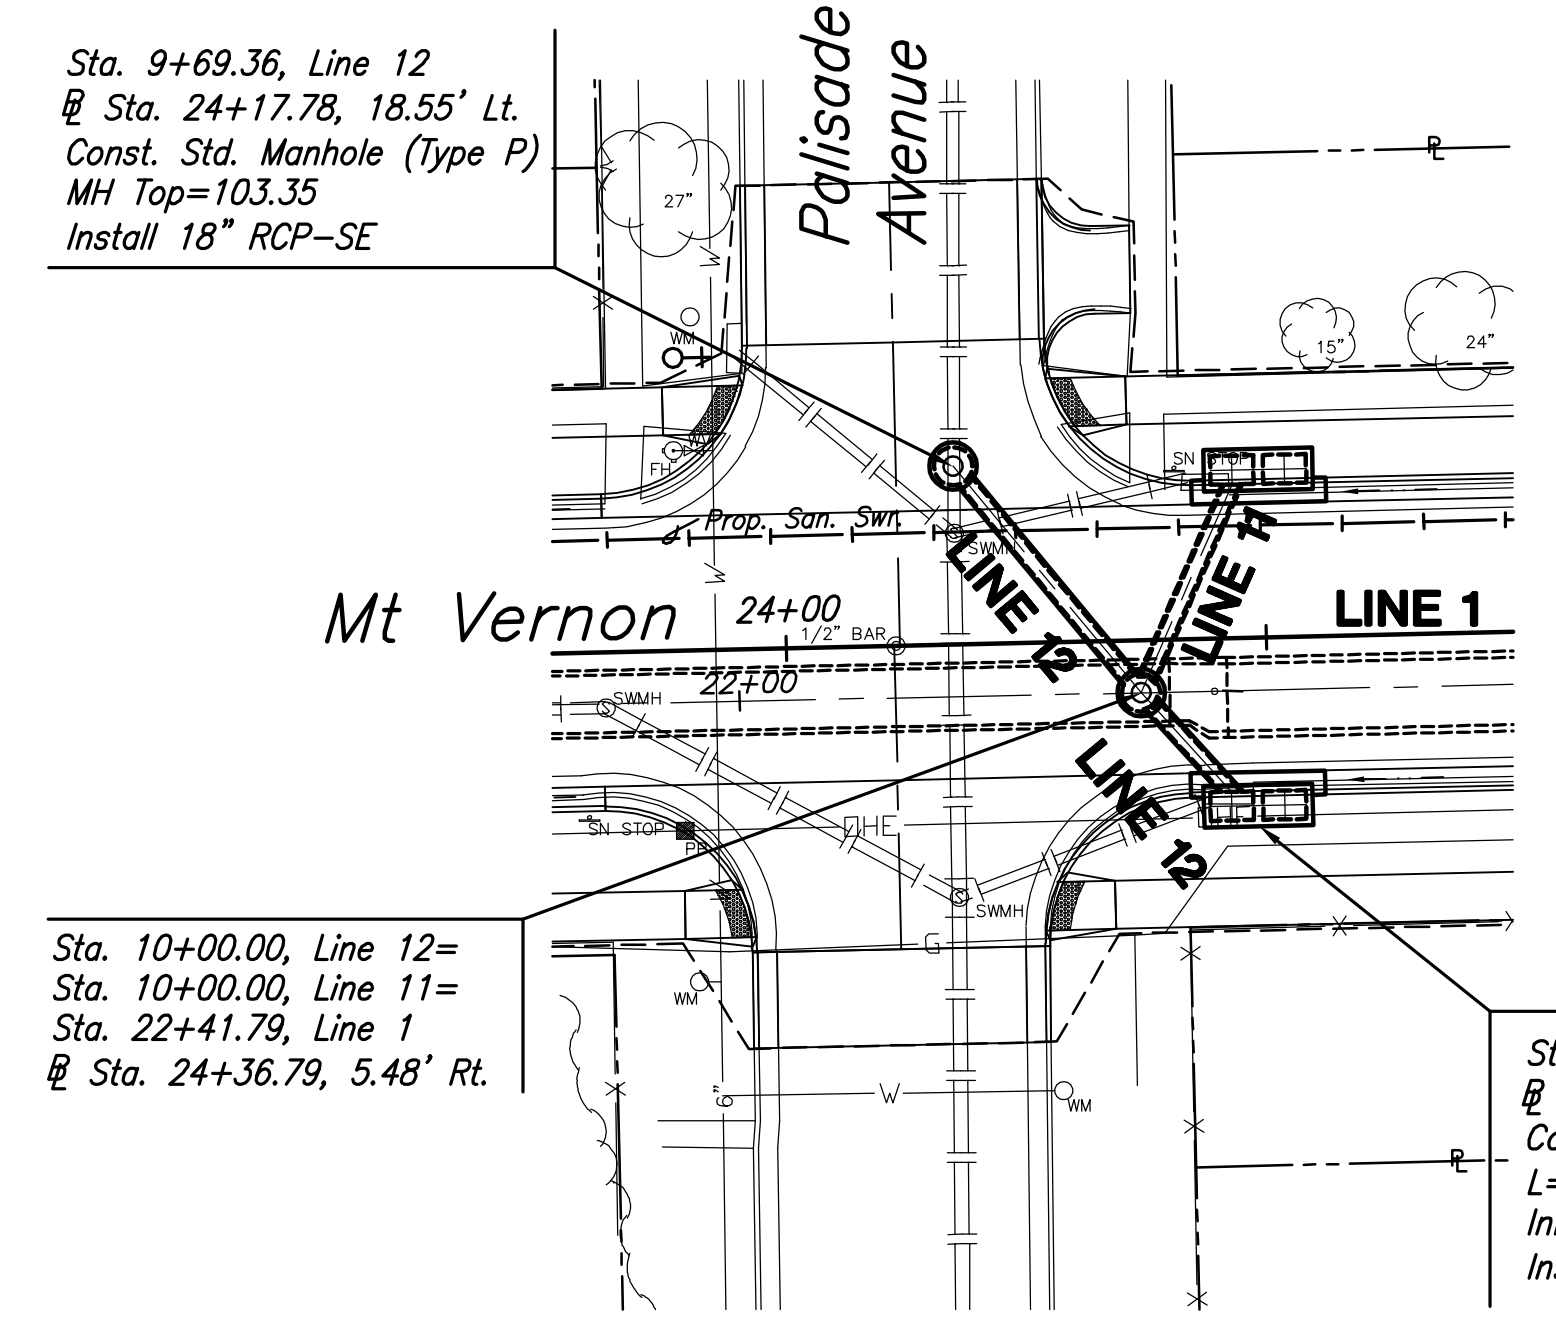 Sta. 9+69.36, Line 12
℄ Sta. 24+17.78, 18.55' Lt.
Const. Std. Manhole (Type P)
MH Top=103.35
Install 18" RCP-SE
Palisade
Avenue
27"
W
WM
15"
24"
PL
WV
FH
SN STOP
Prop. San. Swr.
SWMH
LINE 12
LINE 11
LINE 1
W
Mt Vernon
24+00
1/2" BAR
22+00
SWMH
LINE 12
SN STOP
PP
OHE
SWMH
G
WM
Sta. 10+00.00, Line 12=
Sta. 10+00.00, Line 11=
Sta. 22+41.79, Line 1
℄ Sta. 24+36.79, 5.48' Rt.
6"
W
WM
PL
L=